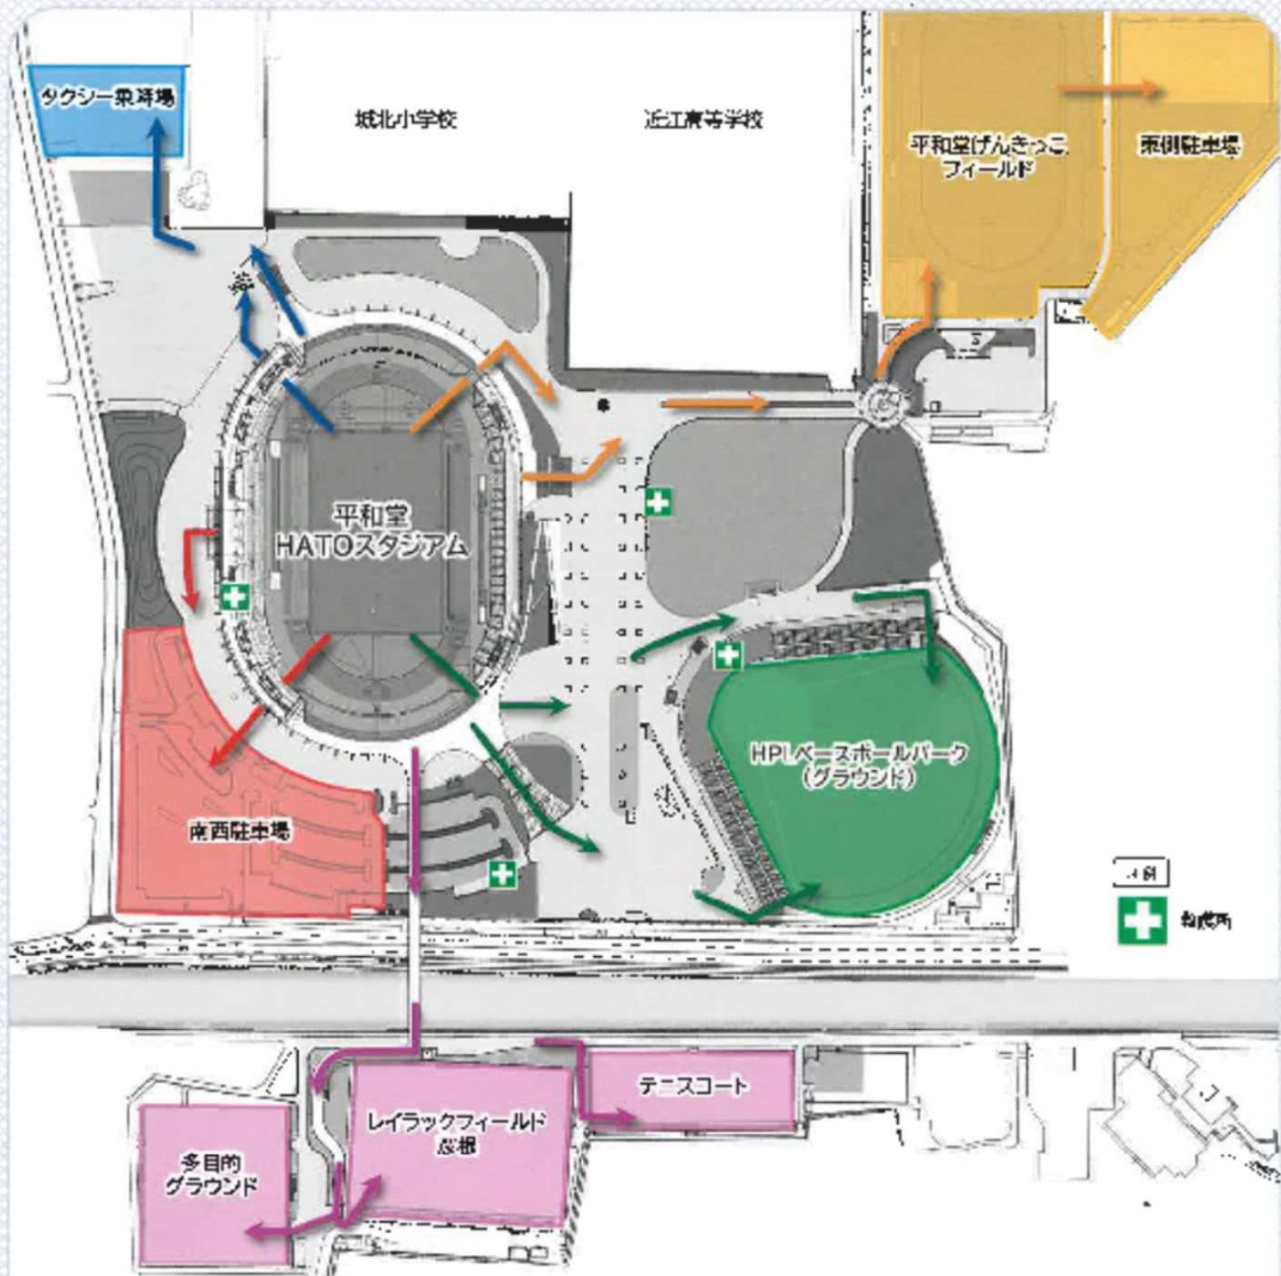 タクシー乗降場
城北小学校
近江高等学校
平和堂げんきっこ
フィールド
東側駐車場
平和堂
HATOスタジアム
HPLベースボールパーク
(グラウンド)
南西駐車場
救護所
テニスコート
レイラックフィールド
彦根
多目的
グラウンド